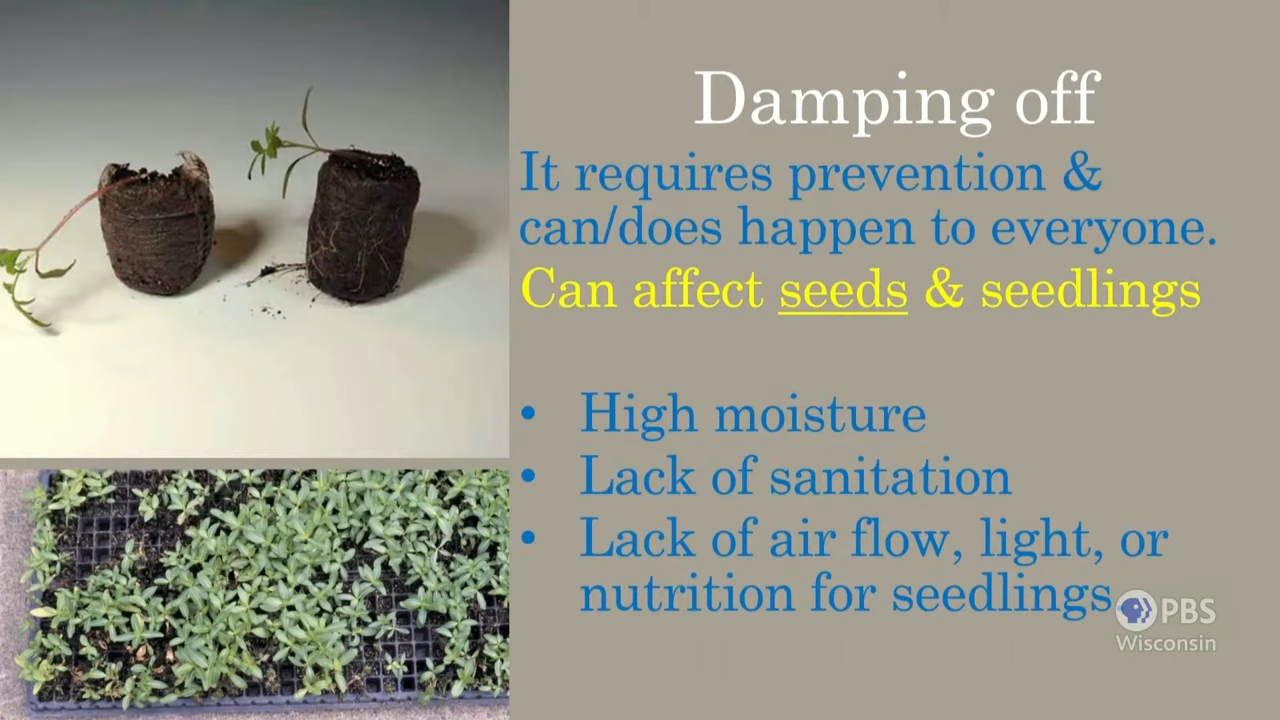 Damping off
It requires prevention &
can/does happen to everyone.
Can affect seeds & seedlings
• High moisture
• Lack of sanitation
• Lack of air flow, light, or
nutrition for seedlings
PBS
Wisconsin